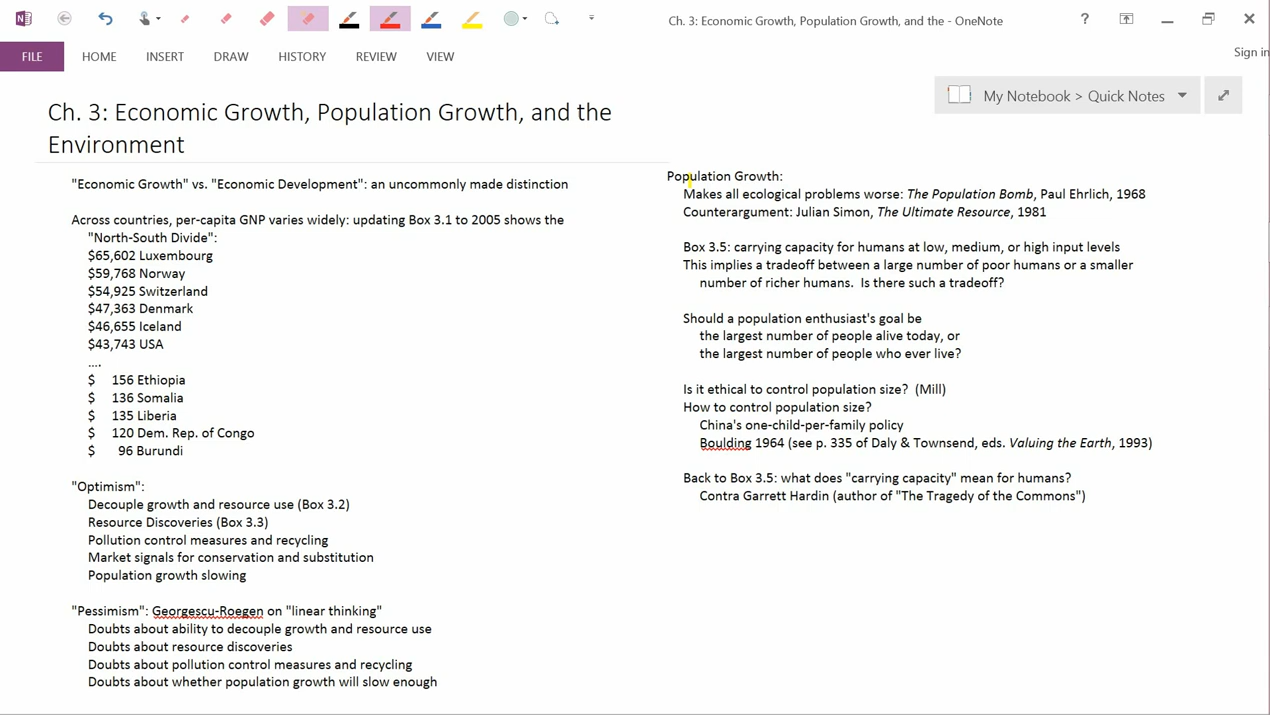 Ch. 3: Economic Growth, Population Growth, and the - OneNote
?
Sign in
FILE HOME INSERT DRAW HISTORY REVIEW VIEW
My Notebook > Quick Notes
Ch. 3: Economic Growth, Population Growth, and the
Environment
"Economic Growth" vs. "Economic Development": an uncommonly made distinction
Across countries, per-capita GNP varies widely: updating Box 3.1 to 2005 shows the
"North-South Divide":
$65,602 Luxembourg
$59,768 Norway
$54,925 Switzerland
$47,363 Denmark
$46,655 Iceland
$43,743 USA
....
$ 156 Ethiopia
$ 136 Somalia
$ 135 Liberia
$ 120 Dem. Rep. of Congo
$ 96 Burundi
"Optimism":
Decouple growth and resource use (Box 3.2)
Resource Discoveries (Box 3.3)
Pollution control measures and recycling
Market signals for conservation and substitution
Population growth slowing
"Pessimism": Georgescu-Roegen on "linear thinking"
Doubts about ability to decouple growth and resource use
Doubts about resource discoveries
Doubts about pollution control measures and recycling
Doubts about whether population growth will slow enough
Population Growth:
Makes all ecological problems worse: The Population Bomb, Paul Ehrlich, 1968
Counterargument: Julian Simon, The Ultimate Resource, 1981
Box 3.5: carrying capacity for humans at low, medium, or high input levels
This implies a tradeoff between a large number of poor humans or a smaller
number of richer humans. Is there such a tradeoff?
Should a population enthusiast's goal be
the largest number of people alive today, or
the largest number of people who ever live?
Is it ethical to control population size? (Mill)
How to control population size?
China's one-child-per-family policy
Boulding 1964 (see p. 335 of Daly & Townsend, eds. Valuing the Earth, 1993)
Back to Box 3.5: what does "carrying capacity" mean for humans?
Contra Garrett Hardin (author of "The Tragedy of the Commons")